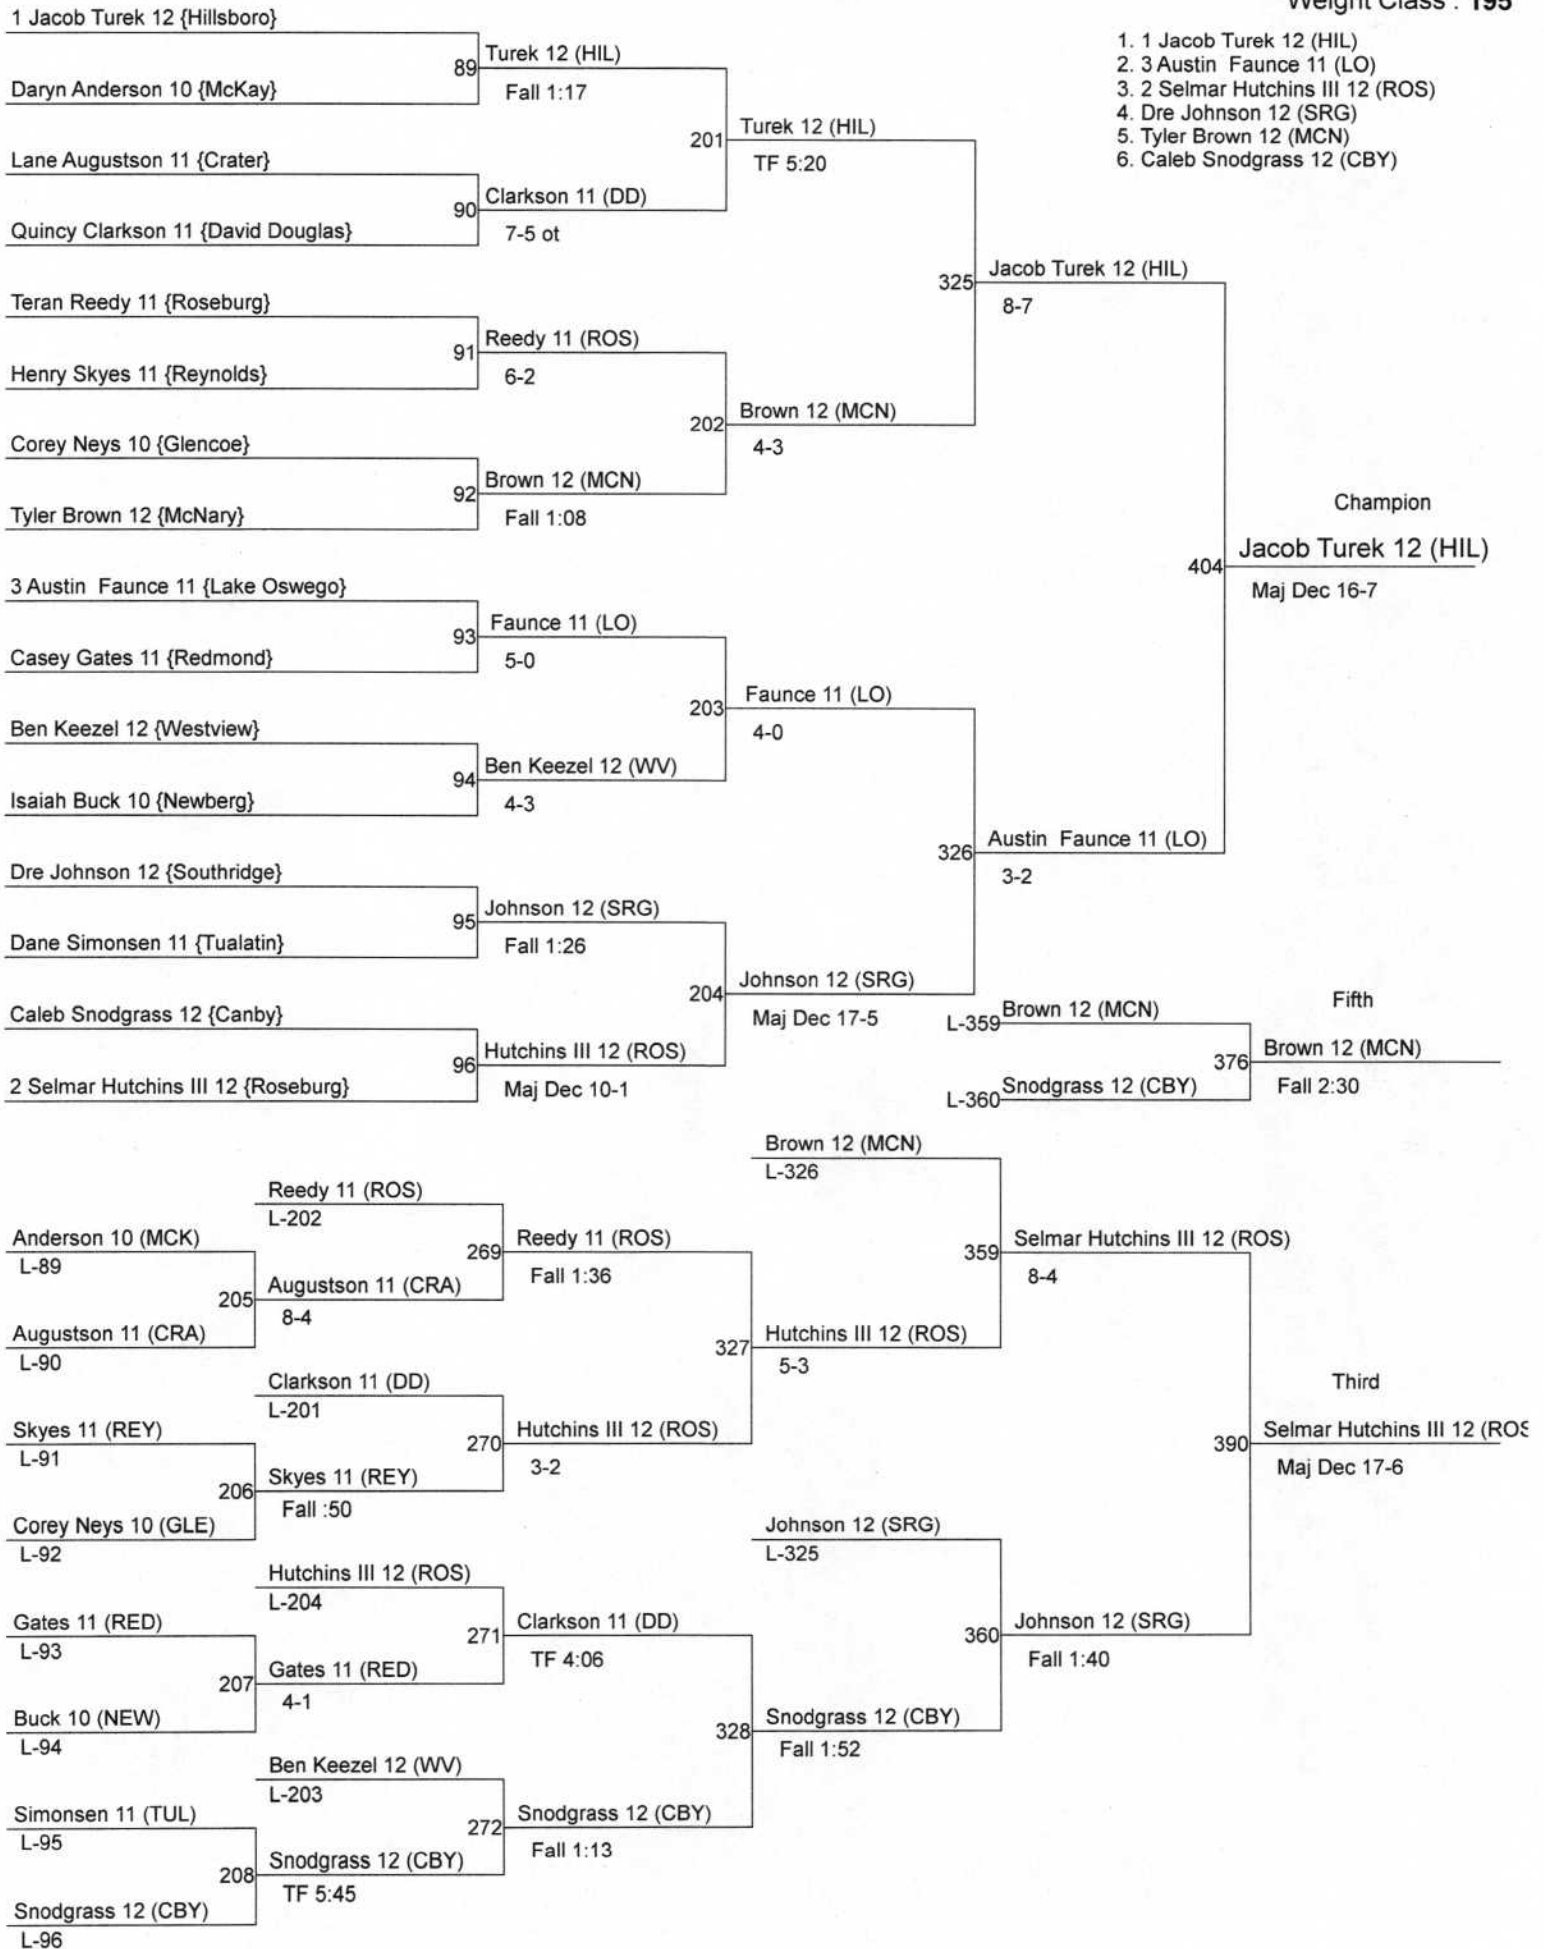 Weight Class : 195
1. 1 Jacob Turek 12 (HIL)
2. 3 Austin  Faunce 11 (LO)
3. 2 Selmar Hutchins III 12 (ROS)
4. Dre Johnson 12 (SRG)
5. Tyler Brown 12 (MCN)
6. Caleb Snodgrass 12 (CBY)
1 Jacob Turek 12 {Hillsboro}
Daryn Anderson 10 {McKay}
Lane Augustson 11 {Crater}
Quincy Clarkson 11 {David Douglas}
Teran Reedy 11 {Roseburg}
Henry Skyes 11 {Reynolds}
Corey Neys 10 {Glencoe}
Tyler Brown 12 {McNary}
3 Austin  Faunce 11 {Lake Oswego}
Casey Gates 11 {Redmond}
Ben Keezel 12 {Westview}
Isaiah Buck 10 {Newberg}
Dre Johnson 12 {Southridge}
Dane Simonsen 11 {Tualatin}
Caleb Snodgrass 12 {Canby}
2 Selmar Hutchins III 12 {Roseburg}
89
Turek 12 (HIL)
Fall 1:17
90
Clarkson 11 (DD)
7-5 ot
91
Reedy 11 (ROS)
6-2
92
Brown 12 (MCN)
Fall 1:08
93
Faunce 11 (LO)
5-0
94
Ben Keezel 12 (WV)
4-3
95
Johnson 12 (SRG)
Fall 1:26
96
Hutchins III 12 (ROS)
Maj Dec 10-1
201
Turek 12 (HIL)
TF 5:20
202
Brown 12 (MCN)
4-3
203
Faunce 11 (LO)
4-0
204
Johnson 12 (SRG)
Maj Dec 17-5
325
Jacob Turek 12 (HIL)
8-7
326
Austin  Faunce 11 (LO)
3-2
Champion
404
Jacob Turek 12 (HIL)
Maj Dec 16-7
L-359
Brown 12 (MCN)
L-360
Snodgrass 12 (CBY)
Fifth
376
Brown 12 (MCN)
Fall 2:30
Anderson 10 (MCK)
L-89
Augustson 11 (CRA)
L-90
Skyes 11 (REY)
L-91
Corey Neys 10 (GLE)
L-92
Gates 11 (RED)
L-93
Buck 10 (NEW)
L-94
Simonsen 11 (TUL)
L-95
Snodgrass 12 (CBY)
L-96
Reedy 11 (ROS)
L-202
205
Augustson 11 (CRA)
8-4
Clarkson 11 (DD)
L-201
206
Skyes 11 (REY)
Fall :50
Hutchins III 12 (ROS)
L-204
207
Gates 11 (RED)
4-1
Ben Keezel 12 (WV)
L-203
208
Snodgrass 12 (CBY)
TF 5:45
269
Reedy 11 (ROS)
Fall 1:36
270
Hutchins III 12 (ROS)
3-2
271
Clarkson 11 (DD)
TF 4:06
272
Snodgrass 12 (CBY)
Fall 1:13
Brown 12 (MCN)
L-326
327
Hutchins III 12 (ROS)
5-3
Johnson 12 (SRG)
L-325
328
Snodgrass 12 (CBY)
Fall 1:52
359
Selmar Hutchins III 12 (ROS)
8-4
360
Johnson 12 (SRG)
Fall 1:40
Third
390
Selmar Hutchins III 12 (ROS
Maj Dec 17-6